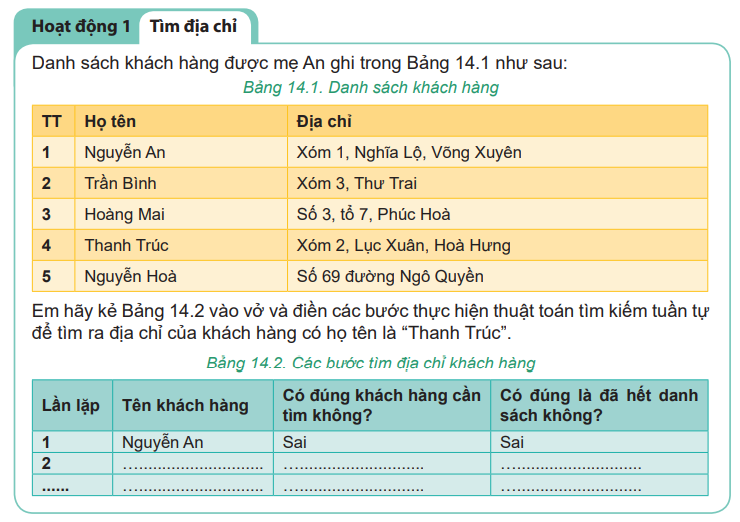 Hoạt động 1 Tìm địa chỉ
Danh sách khách hàng được mẹ An ghi trong Bảng 14.1 như sau:
Bảng 14.1. Danh sách khách hàng
TT Họ tên Địa chỉ
1 Nguyễn An Xóm 1, Nghĩa Lộ, Võng Xuyên
2 Trần Bình Xóm 3, Thư Trai
3 Hoàng Mai Số 3, tổ 7, Phúc Hoà
4 Thanh Trúc Xóm 2, Lục Xuân, Hoà Hưng
5 Nguyễn Hoà Số 69 đường Ngô Quyền
Em hãy kẻ Bảng 14.2 vào vở và điền các bước thực hiện thuật toán tìm kiếm tuần tự
để tìm ra địa chỉ của khách hàng có họ tên là “Thanh Trúc”.
Bảng 14.2. Các bước tìm địa chỉ khách hàng
Lần lặp Tên khách hàng Có đúng khách hàng cần tìm không? Có đúng là đã hết danh sách không?
1 Nguyễn An Sai Sai
2 ............................ ............................ ............................
...... ............................ ............................ ............................